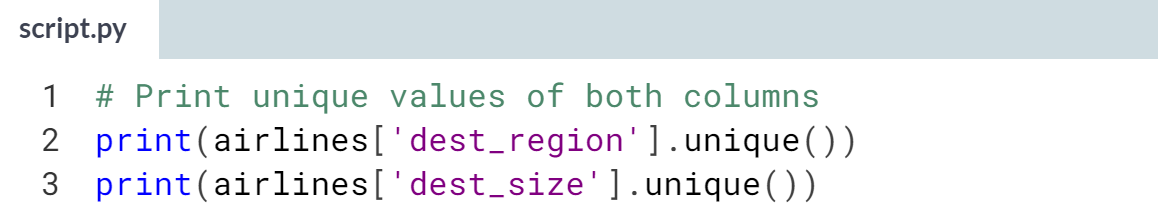 script.py
1 # Print unique values of both columns
2 print(airlines['dest_region'].unique())
3 print(airlines['dest_size'].unique())